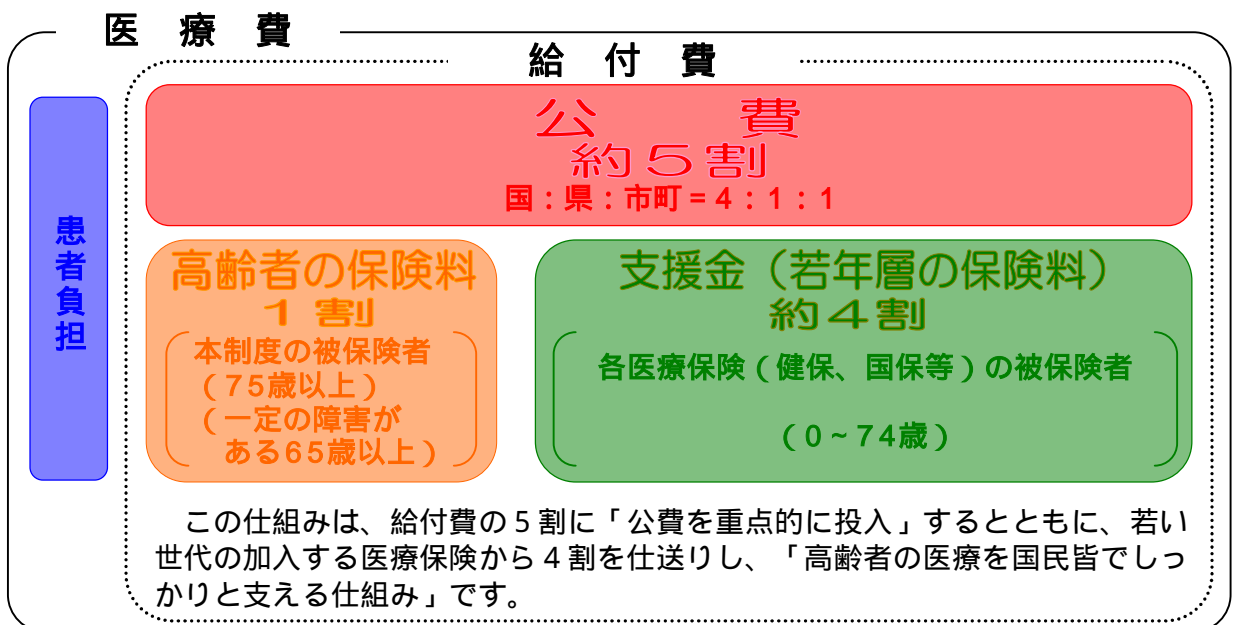 医 療 費
給 付 費
患者負担
公　　費
約５割
国：県：市町＝4：1：1
高齢者の保険料
１ 割
本制度の被保険者
（75歳以上）
（一定の障害が
ある65歳以上）
支援金（若年層の保険料）
約４割
各医療保険（健保、国保等）の被保険者
（0～74歳）
　この仕組みは、給付費の５割に「公費を重点的に投入」するとともに、若い
世代の加入する医療保険から４割を仕送りし、「高齢者の医療を国民皆でしっ
かりと支える仕組み」です。